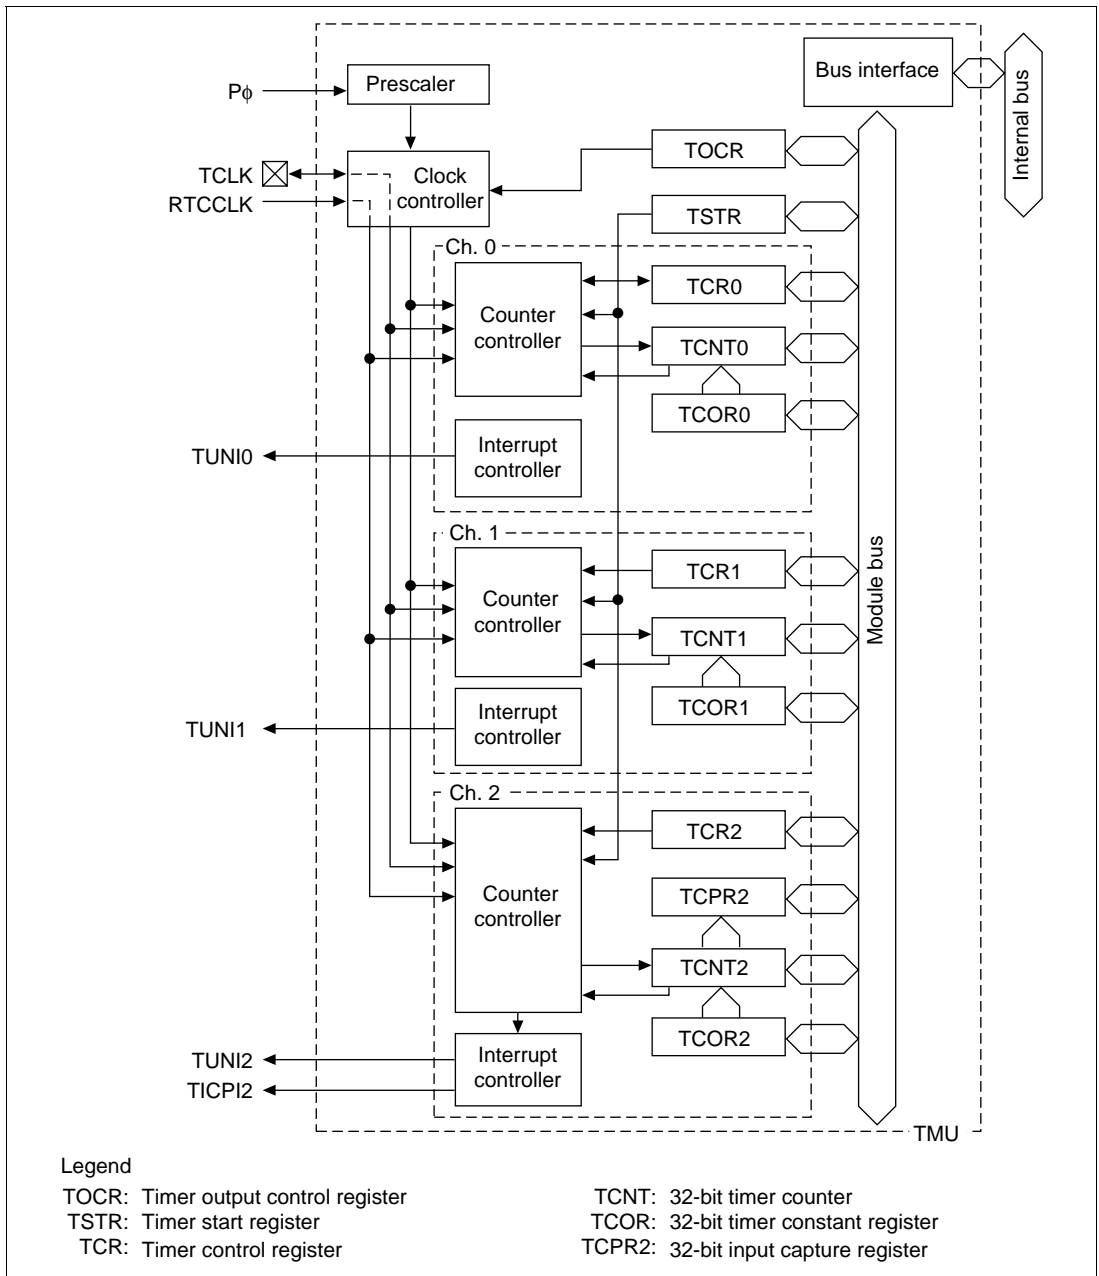 Bus interface
Internal bus
Prescaler
Pϕ
TOCR
TCLK
Clock
controller
RTCCLK
TSTR
Ch. 0
TCR0
Counter
controller
TCNT0
TCOR0
Interrupt
controller
TUNI0
Ch. 1
Module bus
TCR1
Counter
controller
TCNT1
TCOR1
Interrupt
controller
TUNI1
Ch. 2
TCR2
Counter
controller
TCPR2
TCNT2
TCOR2
Interrupt
controller
TUNI2
TICPI2
TMU
Legend
TOCR: Timer output control register
TSTR: Timer start register
TCR: Timer control register
TCNT: 32-bit timer counter
TCOR: 32-bit timer constant register
TCPR2: 32-bit input capture register